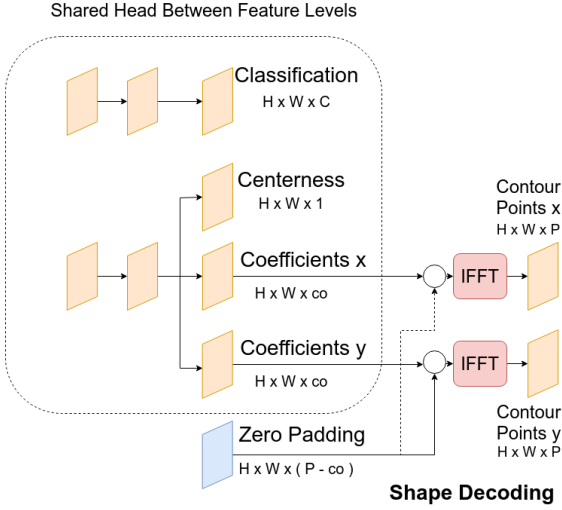 Shared Head Between Feature Levels
Classification
H x W x C
Centerness
H x W x 1
Contour
Points x
H x W x P
Coefficients x
H x W x co
IFFT
Coefficients y
H x W x co
IFFT
Contour
Points y
H x W x P
Zero Padding
H x W x ( P - co )
Shape Decoding